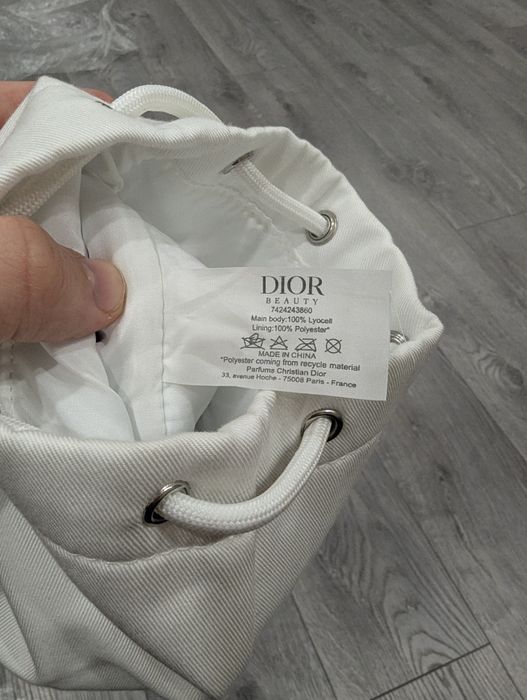 DIOR
BEAUTY
7424243860
Main body:100% Lyocell
Lining:100% Polyester*
MADE IN CHINA
*Polyester coming from recycle material
Parfums Christian Dior
33, avenue Hoche - 75008 Paris - France